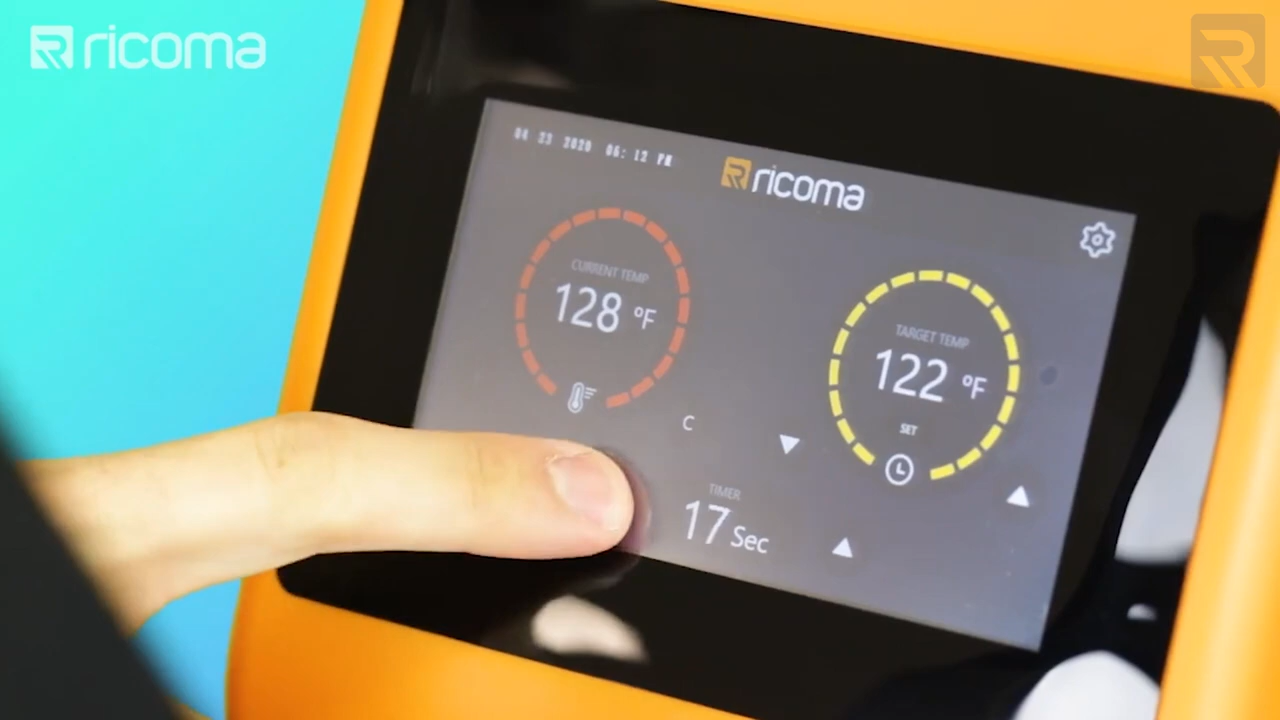 ricoma
04 23 2020 06:12 PM
ricoma
CURRENT TEMP
128 °F
TARGET TEMP
122 °F
SET
C
TIMER
17 Sec